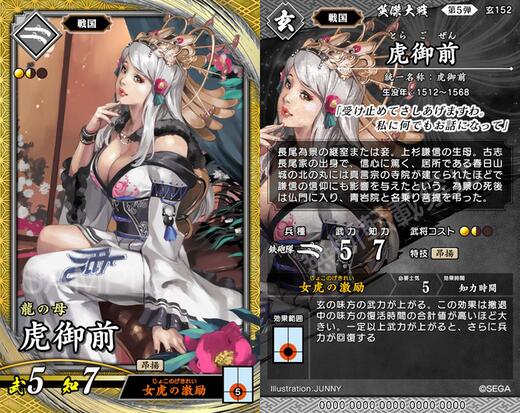 戦国
龍の母
虎御前
昂揚
武5 知7
じょこのげきれい
女虎の激励
5
玄
戦国
英傑大戦
第5弾
玄152
とらごぜん
虎御前
統一名称：虎御前
生没年：1512～1568
「受け止めてさしあげますわ。
私に何でもお話になって」
長尾為景の継室または妾、上杉謙信の生母。古志
長尾家の出身で、信心に篤く、居所である春日山
城の北の丸には真言宗の寺院が建てられたほどで
謙信の信仰にも影響を与えたという。為景の死後
は仏門に入り、青岩院と名乗り菩提を弔った。
兵種 武力 知力 武将コスト
鉄炮隊 5 7
特技 昂揚
じょこのげきれい
女虎の激励
必要士気
5
効果時間
知力時間
効果範囲
玄の味方の武力が上がる。この効果は撤退
中の味方の復活時間の合計値が高いほど大
きい。一定以上武力が上がると、さらに兵
力が回復する
Illustration:JUNNY
©SEGA
0000 0000-0000 0000-0000 0000